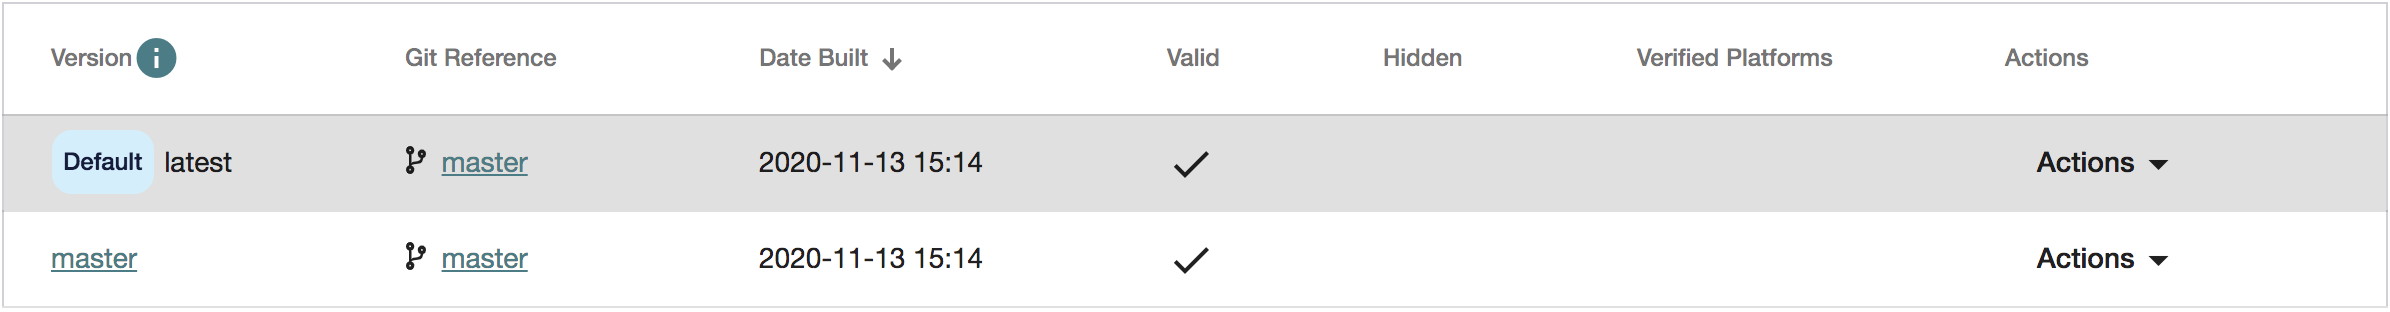 Version i Git Reference Date Built Valid Hidden Verified Platforms Actions
Default latest master 2020-11-13 15:14 Actions
master master 2020-11-13 15:14 Actions